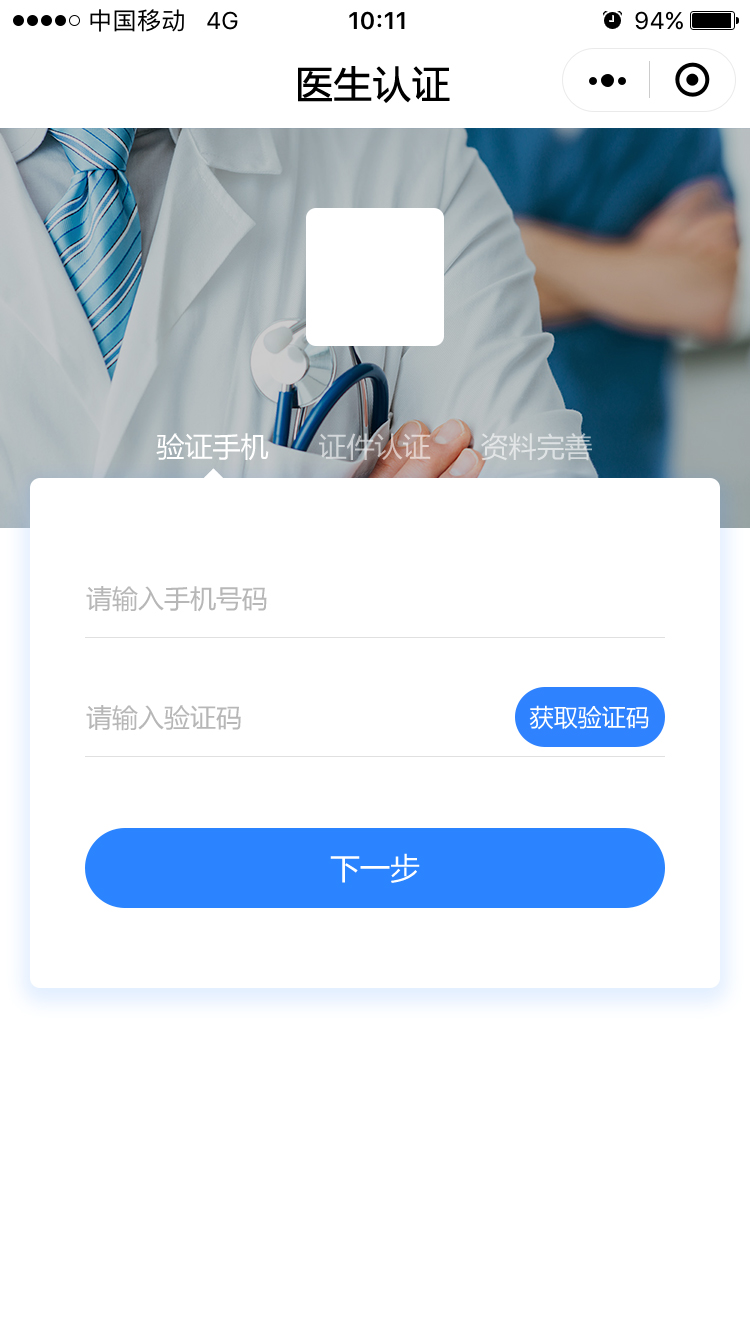 中国移动 4G 10:11 94%
医生认证
验证手机 证件认证 资料完善
请输入手机号码
请输入验证码 获取验证码
下一步